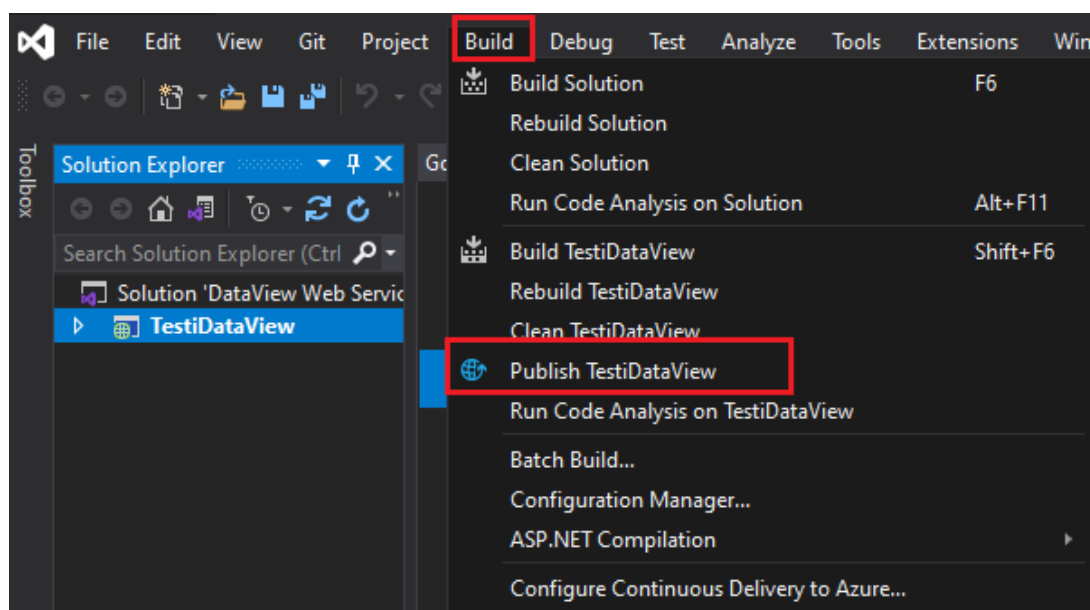 File Edit View Git Project Build Debug Test Analyze Tools Extensions Win
Build Solution F6
Rebuild Solution
Clean Solution
Run Code Analysis on Solution Alt+F11
Build TestiDataView Shift+F6
Rebuild TestiDataView
Clean TestiDataView
Publish TestiDataView
Run Code Analysis on TestiDataView
Batch Build...
Configuration Manager...
ASP.NET Compilation
Configure Continuous Delivery to Azure...
Toolbox
Solution Explorer
Search Solution Explorer (Ctrl
Solution 'DataView Web Servic
TestiDataView
Go